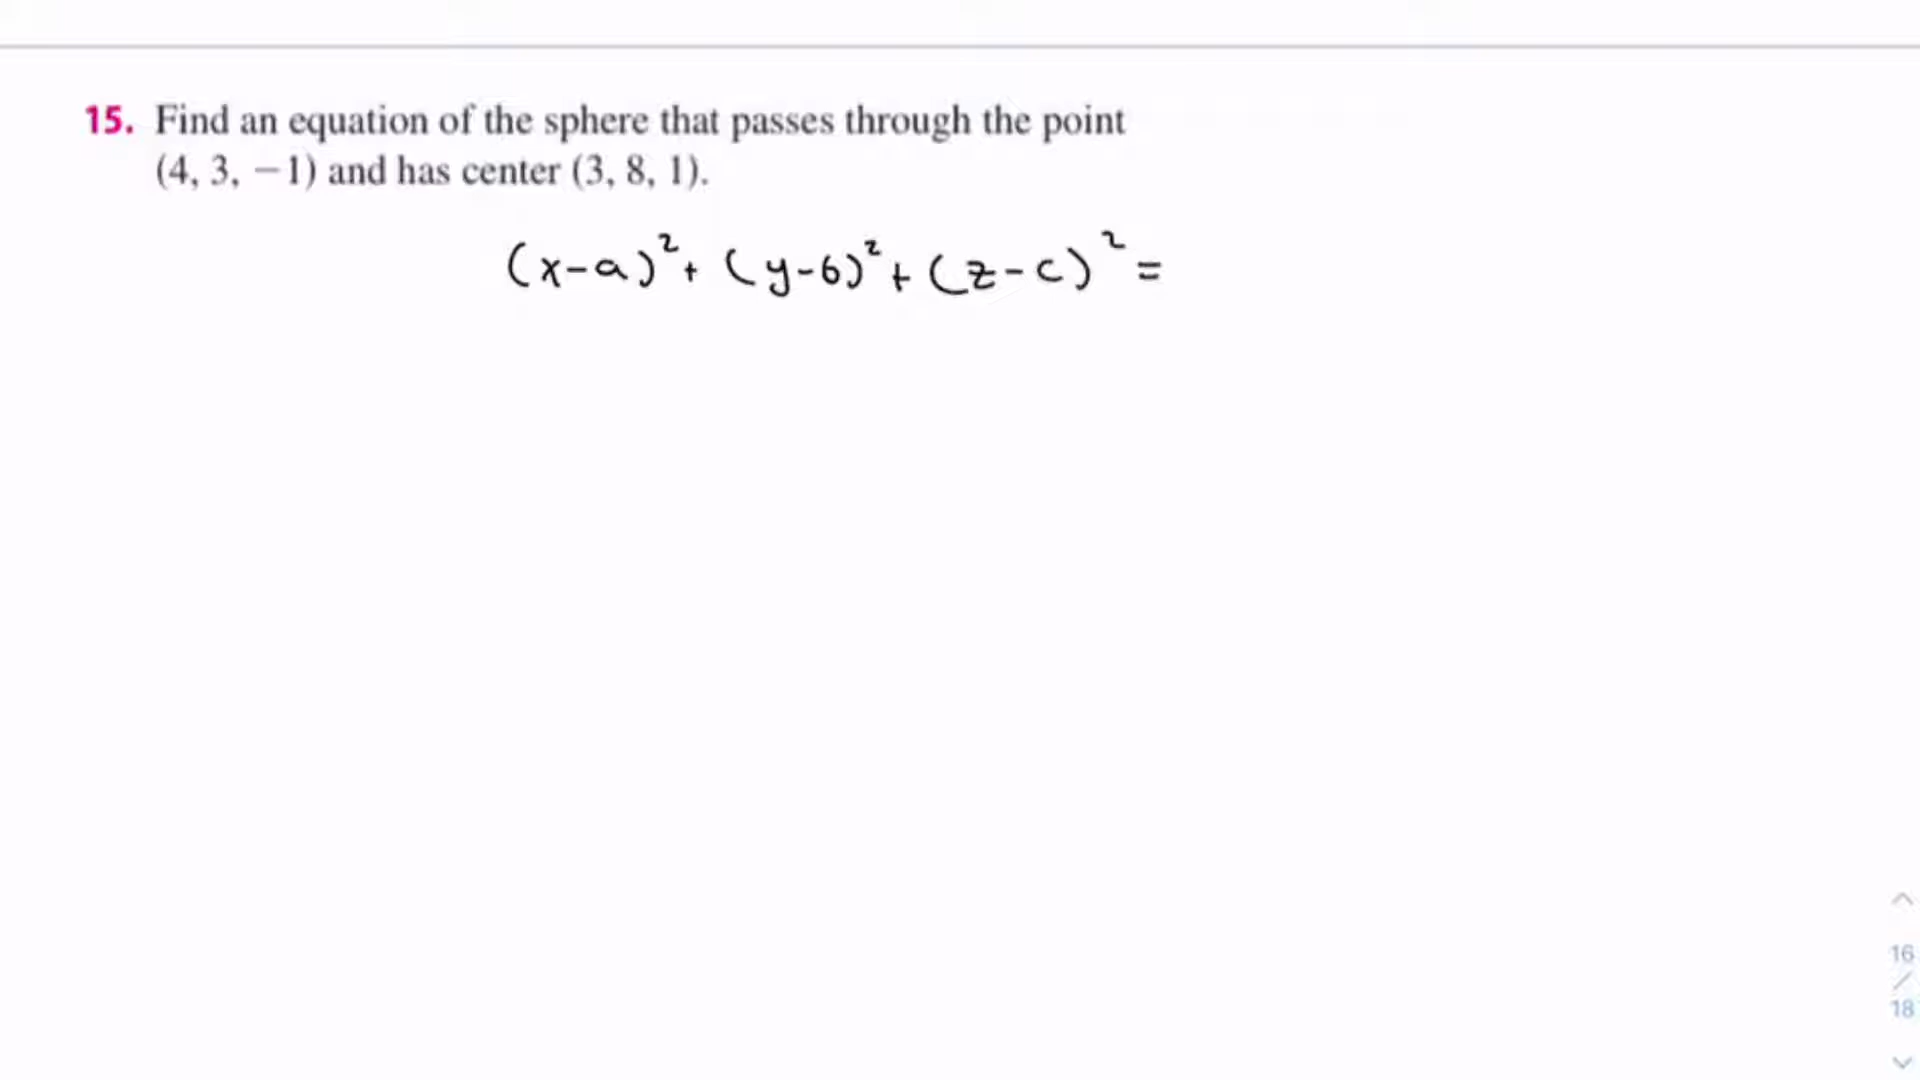 15. Find an equation of the sphere that passes through the point
(4, 3, −1) and has center (3, 8, 1).
(x-a)²+ (y-b)²+ (z-c)² =
16
/
18